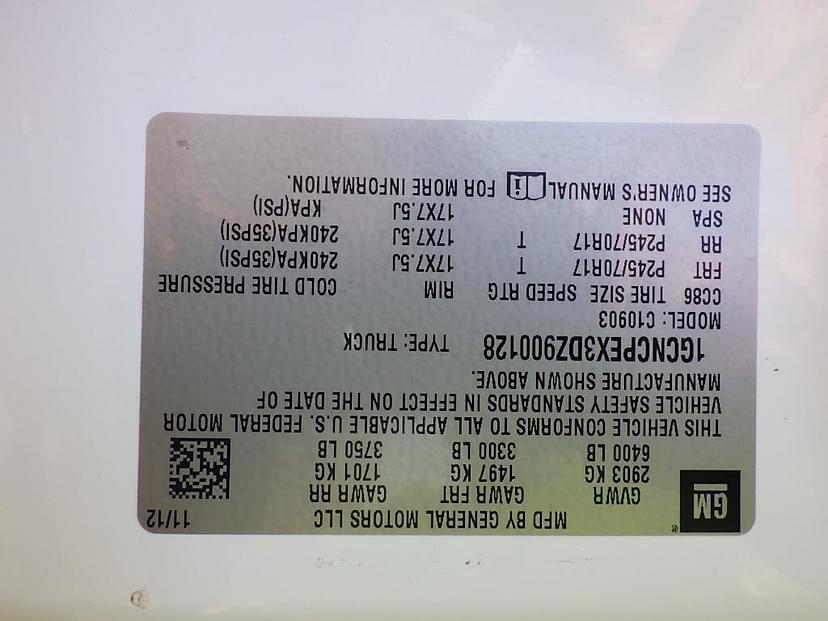 MFD BY GENERAL MOTORS LLC 11/12
GM
GVWR GAWR FRT GAWR RR
2903 KG 1497 KG 1701 KG
6400 LB 3300 LB 3750 LB
THIS VEHICLE CONFORMS TO ALL APPLICABLE U.S. FEDERAL MOTOR
VEHICLE SAFETY STANDARDS IN EFFECT ON THE DATE OF
MANUFACTURE SHOWN ABOVE.
1GCNCPEX3DZ900128 TYPE: TRUCK
MODEL: C10903
CC86 TIRE SIZE SPEED RTG RIM COLD TIRE PRESSURE
FRT P245/70R17 T 17X7.5J 240KPA(35PSI)
RR P245/70R17 T 17X7.5J 240KPA(35PSI)
SPA NONE 17X7.5J KPA(PSI)
SEE OWNER'S MANUAL FOR MORE INFORMATION.